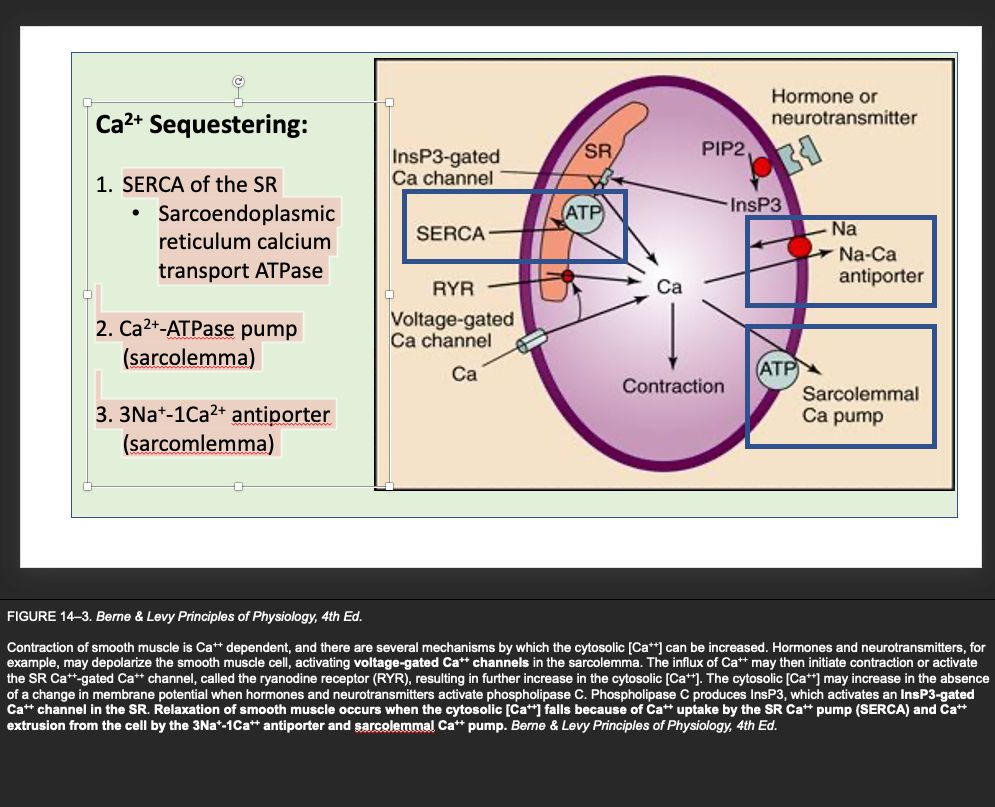 Ca²⁺ Sequestering:
1. SERCA of the SR
• Sarcoendoplasmic
reticulum calcium
transport ATPase
2. Ca²⁺-ATPase pump
(sarcolemma)
3. 3Na⁺-1Ca²⁺ antiporter
(sarcomlemma)
Hormone or
neurotransmitter
InsP3-gated
Ca channel
SR
PIP2
InsP3
ATP
SERCA
Na
Na-Ca
antiporter
RYR
Ca
Voltage-gated
Ca channel
Ca
ATP
Contraction
Sarcolemmal
Ca pump
FIGURE 14–3. Berne & Levy Principles of Physiology, 4th Ed.
Contraction of smooth muscle is Ca⁺⁺ dependent, and there are several mechanisms by which the cytosolic [Ca⁺⁺] can be increased. Hormones and neurotransmitters, for
example, may depolarize the smooth muscle cell, activating voltage-gated Ca⁺⁺ channels in the sarcolemma. The influx of Ca⁺⁺ may then initiate contraction or activate
the SR Ca⁺⁺-gated Ca⁺⁺ channel, called the ryanodine receptor (RYR), resulting in further increase in the cytosolic [Ca⁺⁺]. The cytosolic [Ca⁺⁺] may increase in the absence
of a change in membrane potential when hormones and neurotransmitters activate phospholipase C. Phospholipase C produces InsP3, which activates an InsP3-gated
Ca⁺⁺ channel in the SR. Relaxation of smooth muscle occurs when the cytosolic [Ca⁺⁺] falls because of Ca⁺⁺ uptake by the SR Ca⁺⁺ pump (SERCA) and Ca⁺⁺
extrusion from the cell by the 3Na⁺-1Ca⁺⁺ antiporter and sarcolemmal Ca⁺⁺ pump. Berne & Levy Principles of Physiology, 4th Ed.